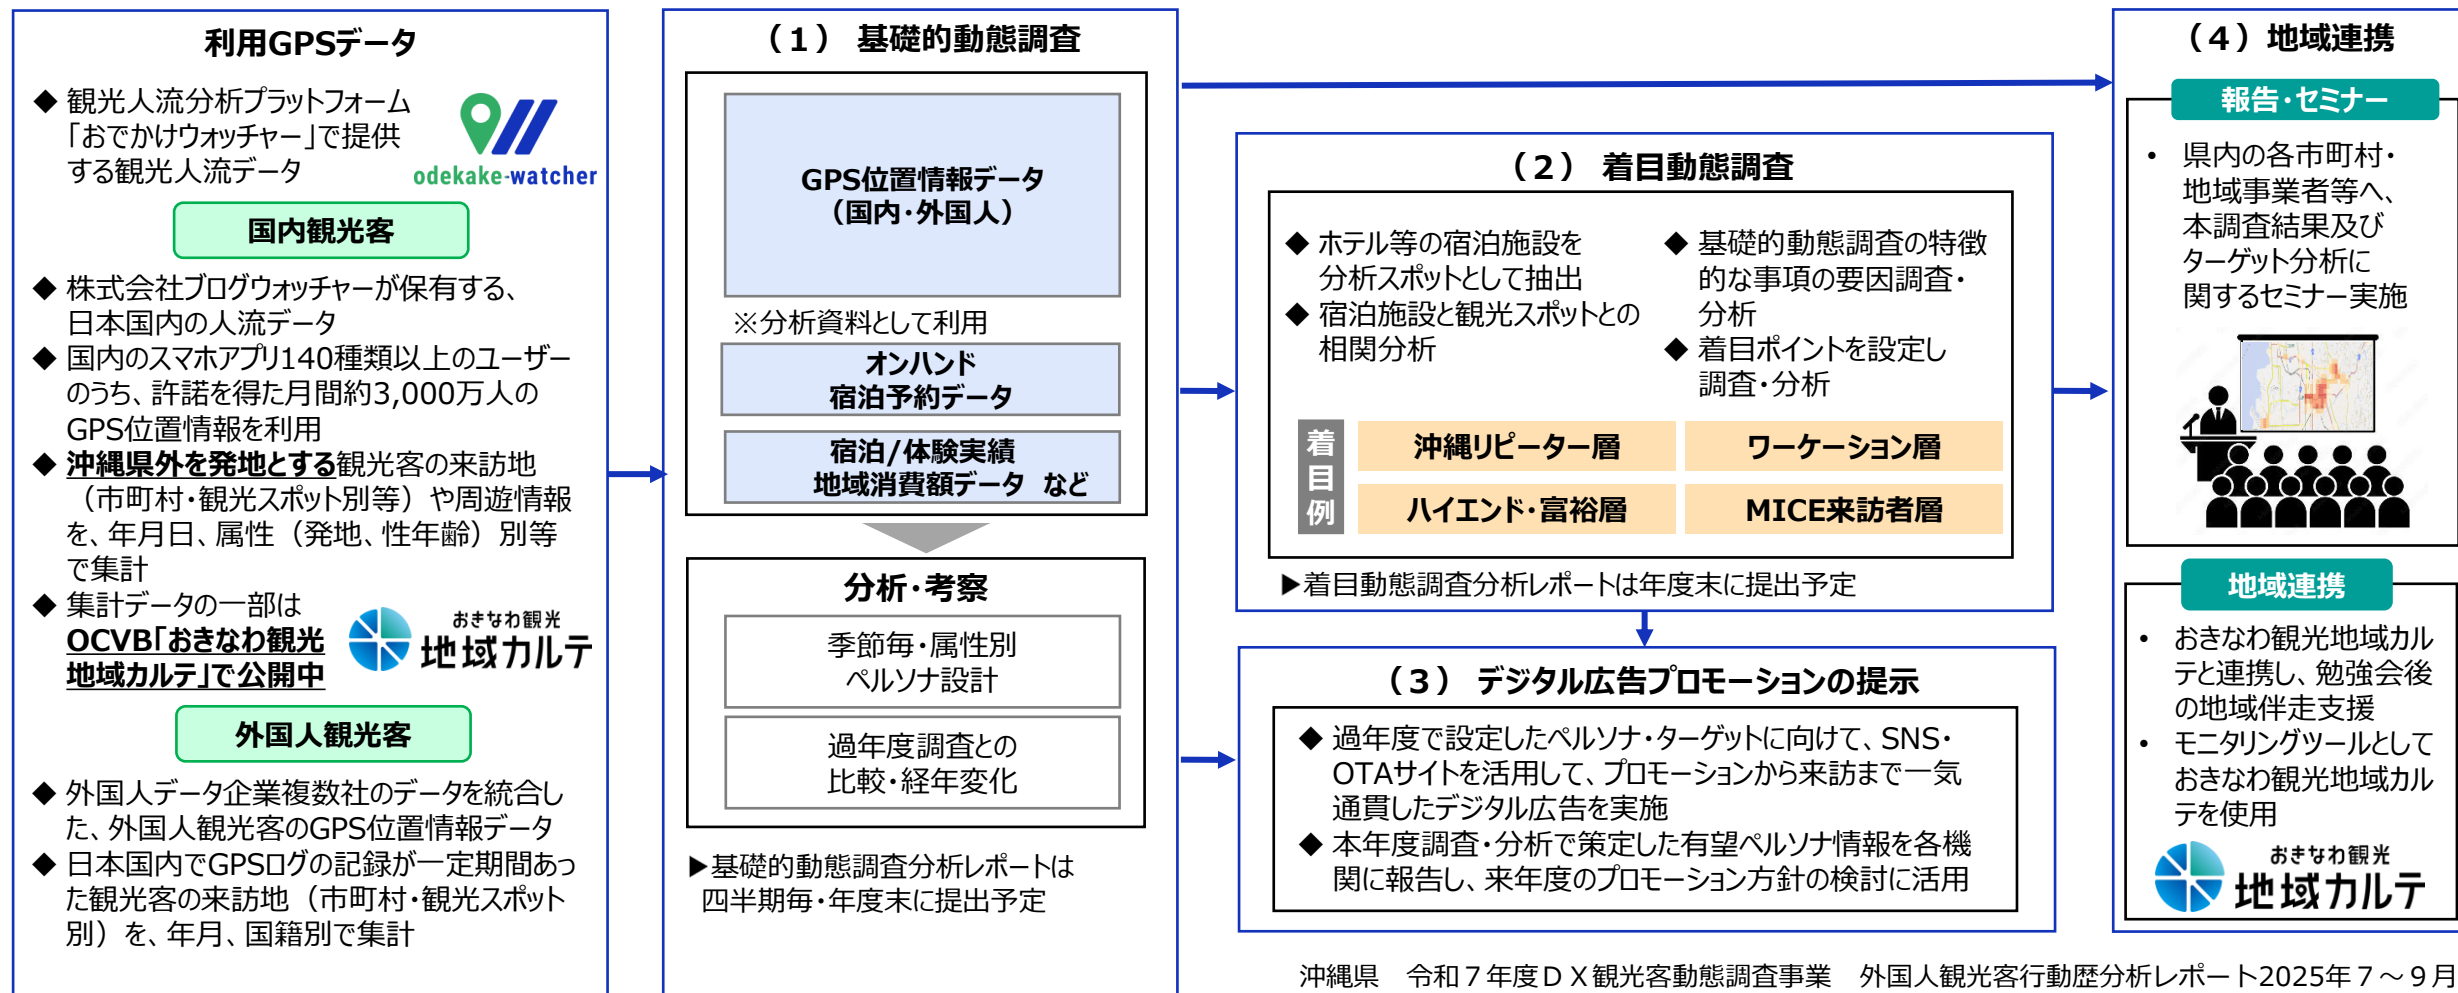 利用GPSデータ
◆ 観光人流分析プラットフォーム
「おでかけウォッチャー」で提供
する観光人流データ
odekake-watcher
国内観光客
◆ 株式会社ブログウォッチャーが保有する、
日本国内の人流データ
◆ 国内のスマホアプリ140種類以上のユーザー
のうち、許諾を得た月間約3,000万人の
GPS位置情報を利用
◆ 沖縄県外を発地とする観光客の来訪地
（市町村・観光スポット別等）や周遊情報
を、年月日、属性（発地、性年齢）別等
で集計
◆ 集計データの一部は
OCVB「おきなわ観光
地域カルテ」で公開中
おきなわ観光
地域カルテ
外国人観光客
◆ 外国人データ企業複数社のデータを統合し
た、外国人観光客のGPS位置情報データ
◆ 日本国内でGPSログの記録が一定期間あっ
た観光客の来訪地（市町村・観光スポット
別）を、年月、国籍別で集計
（1） 基礎的動態調査
GPS位置情報データ
（国内・外国人）
※分析資料として利用
オンハンド
宿泊予約データ
宿泊/体験実績
地域消費額データ など
分析・考察
季節毎・属性別
ペルソナ設計
過年度調査との
比較・経年変化
▶基礎的動態調査分析レポートは
四半期毎・年度末に提出予定
（2） 着目動態調査
◆ ホテル等の宿泊施設を
分析スポットとして抽出
◆ 宿泊施設と観光スポットとの
相関分析
◆ 基礎的動態調査の特徴
的な事項の要因調査・
分析
◆ 着目ポイントを設定し
調査・分析
着目例
沖縄リピーター層
ワーケーション層
ハイエンド・富裕層
MICE来訪者層
▶着目動態調査分析レポートは年度末に提出予定
（3） デジタル広告プロモーションの提示
◆ 過年度で設定したペルソナ・ターゲットに向けて、SNS・
OTAサイトを活用して、プロモーションから来訪まで一気
通貫したデジタル広告を実施
◆ 本年度調査・分析で策定した有望ペルソナ情報を各機
関に報告し、来年度のプロモーション方針の検討に活用
（4）地域連携
報告・セミナー
• 県内の各市町村・
地域事業者等へ、
本調査結果及び
ターゲット分析に
関するセミナー実施
地域連携
• おきなわ観光地域カル
テと連携し、勉強会後
の地域伴走支援
• モニタリングツールとして
おきなわ観光地域カル
テを使用
おきなわ観光
地域カルテ
沖縄県　令和７年度ＤＸ観光客動態調査事業　外国人観光客行動歴分析レポート2025年７～９月